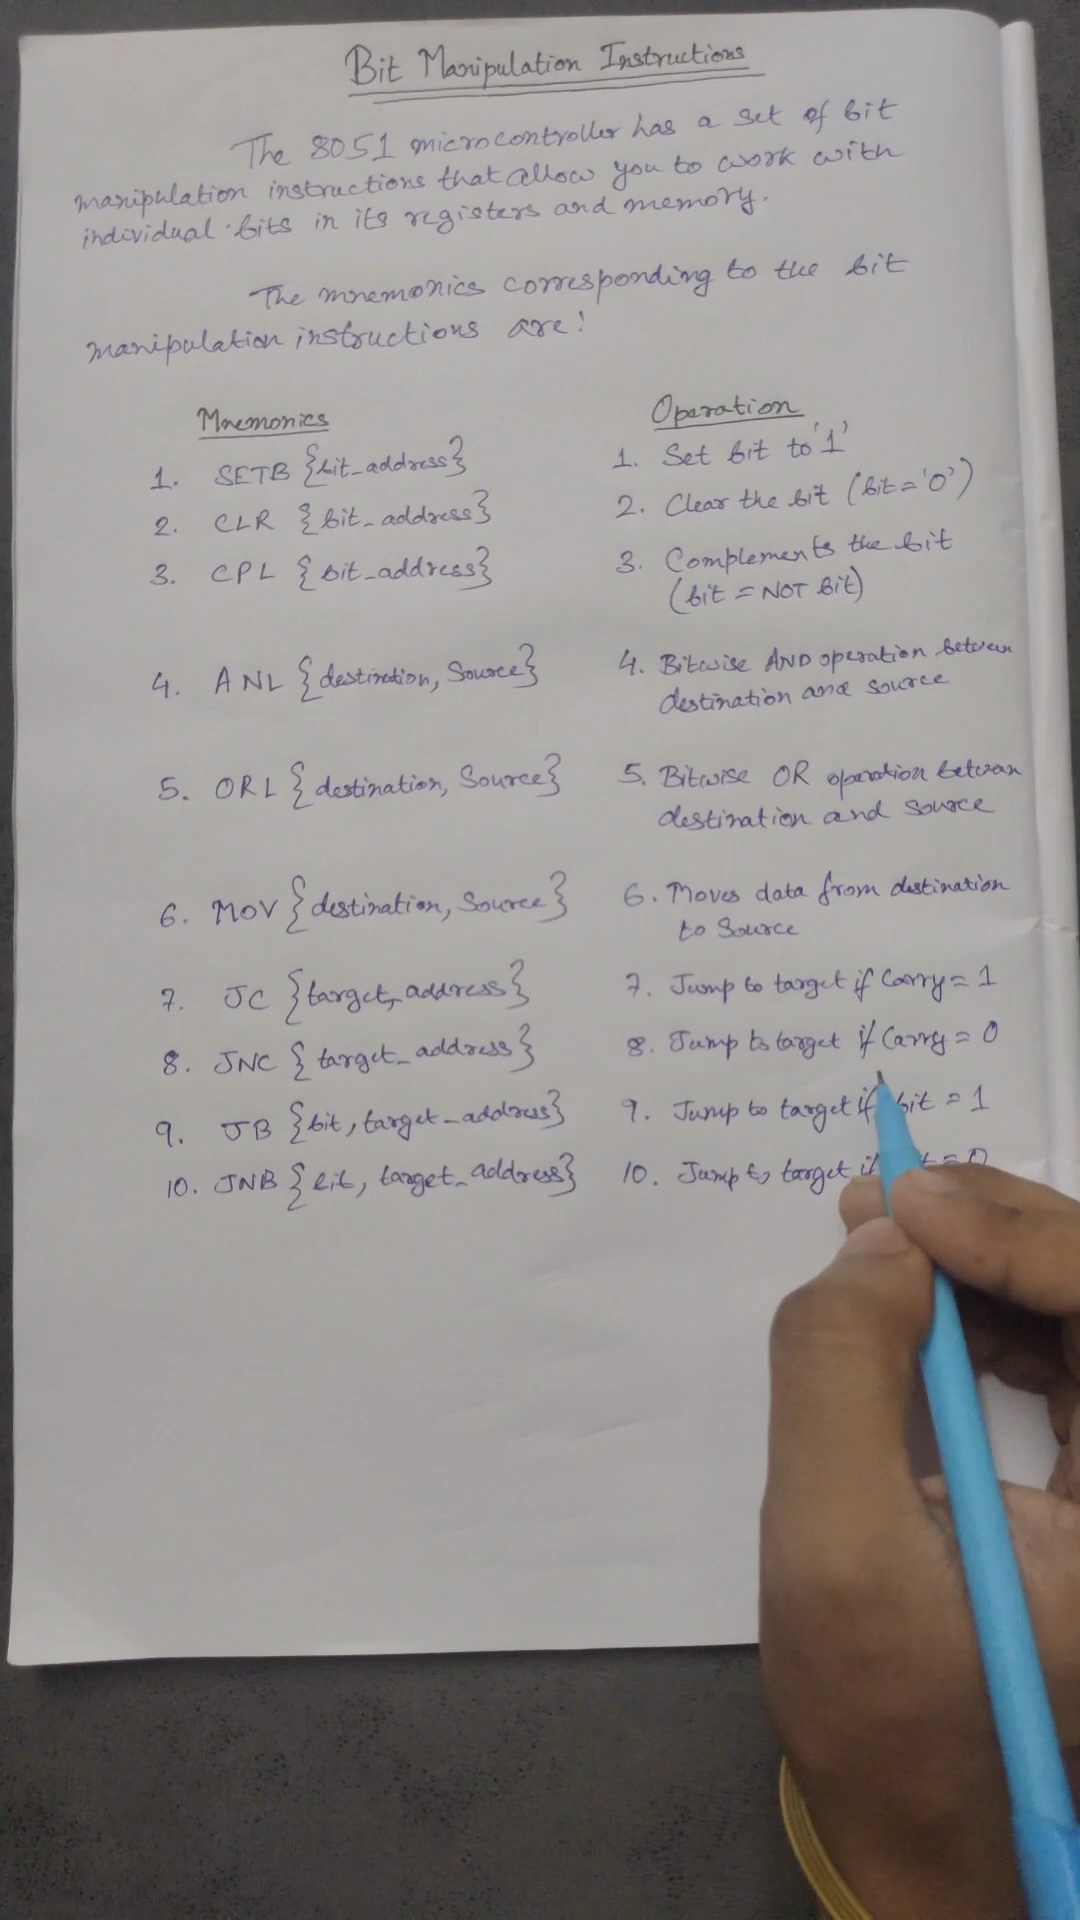 Bit Manipulation Instructions
The 8051 microcontroller has a set of bit
manipulation instructions that allow you to work with
individual bits in its registers and memory.
The mnemonics corresponding to the bit
manipulation instructions are:
Mnemonics
1. SETB {bit_address}
2. CLR {bit_address}
3. CPL {bit_address}
4. ANL {destination, Source}
5. ORL {destination, Source}
6. MOV {destination, Source}
7. JC {target_address}
8. JNC {target_address}
9. JB {bit, target_address}
10. JNB {bit, target_address}
Operation
1. Set bit to '1'
2. Clear the bit (bit = '0')
3. Complements the bit
(bit = NOT bit)
4. Bitwise AND operation between
destination and source
5. Bitwise OR operation between
destination and source
6. Moves data from destination
to Source
7. Jump to target if Carry = 1
8. Jump to target if Carry = 0
9. Jump to target if bit = 1
10. Jump to target if = 0